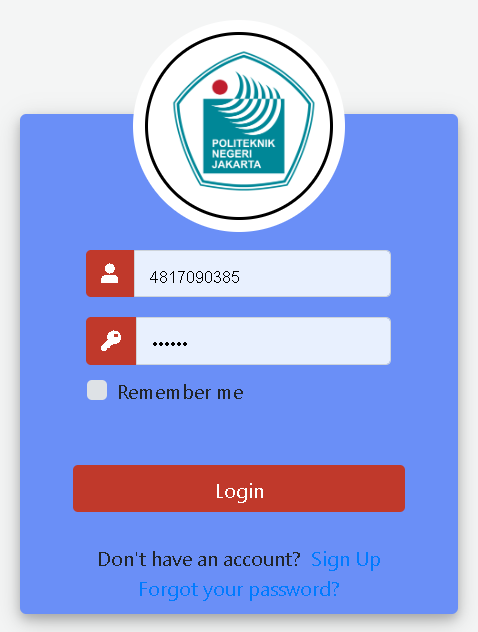 POLITEKNIK
NEGERI
JAKARTA
4817090385
••••••
Remember me
Login
Don't have an account? Sign Up
Forgot your password?